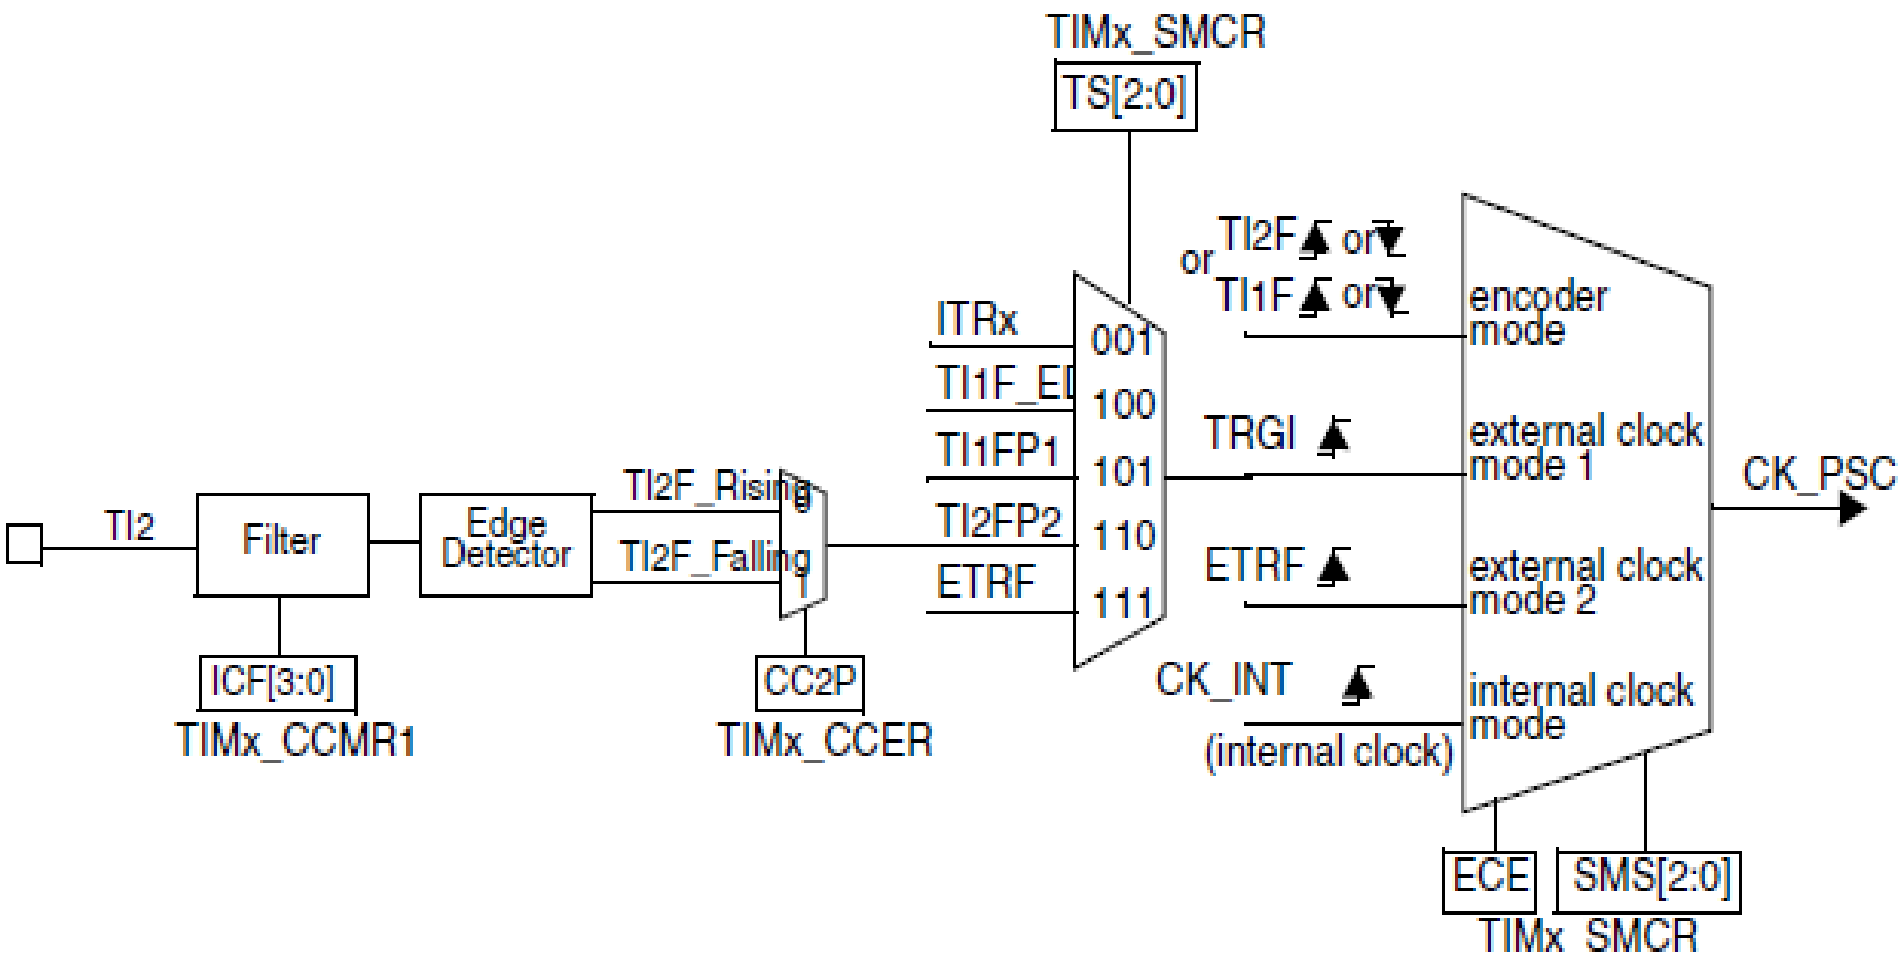 TIMx_SMCR
TS[2:0]
TI2F or
or
TI1F or
encoder
mode
ITRx
001
TI1F_ED
100
TRGI
external clock
mode 1
TI1FP1
101
CK_PSC
TI2F_Rising
0
TI2
Filter
Edge
Detector
TI2FP2
110
TI2F_Falling
1
ETRF
111
ETRF
external clock
mode 2
ICF[3:0]
TIMx_CCMR1
CC2P
TIMx_CCER
CK_INT
(internal clock)
internal clock
mode
ECE
SMS[2:0]
TIMx_SMCR